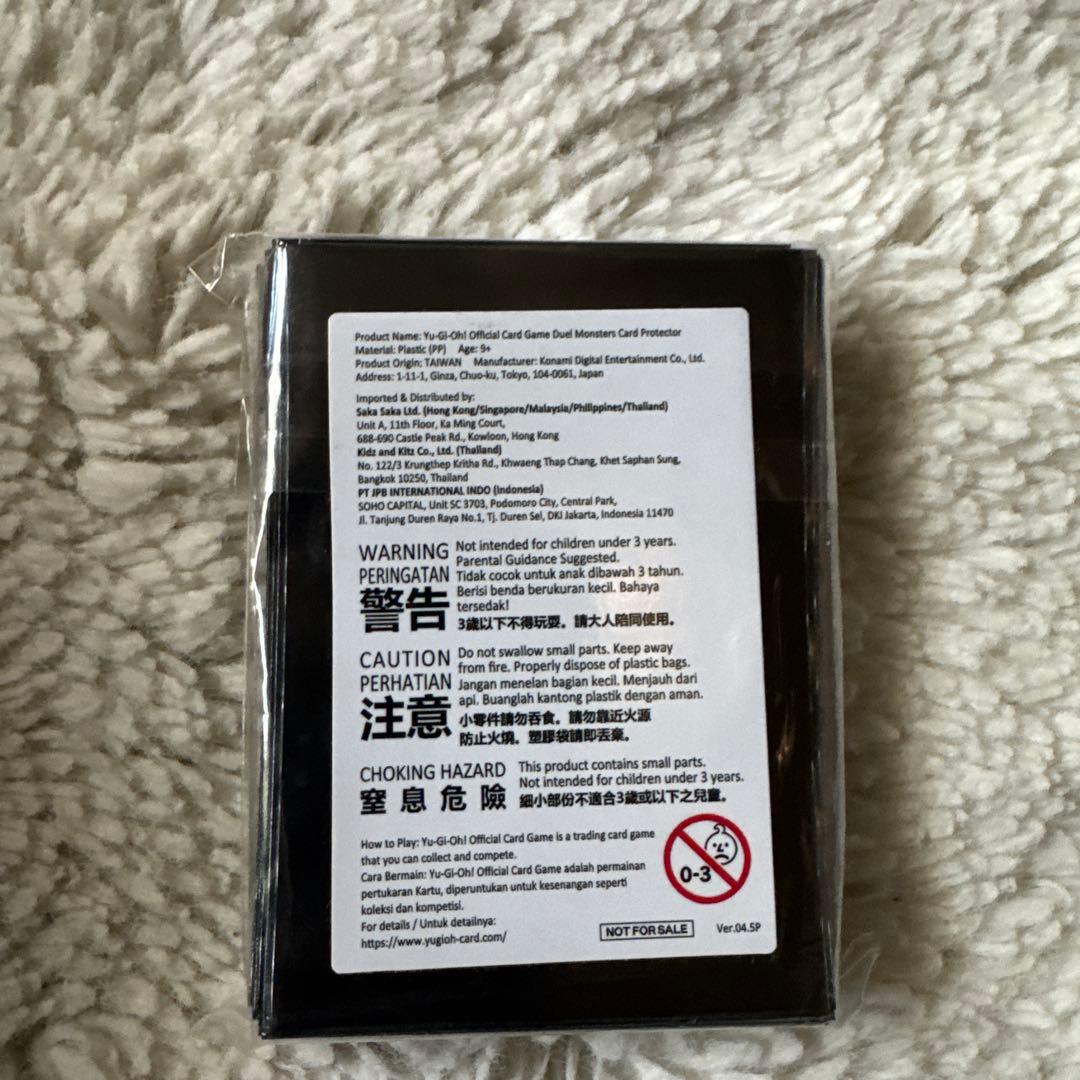 Product Name: Yu-Gi-Oh! Official Card Game Duel Monsters Card Protector
Material: Plastic (PP) Age: 9+
Product Origin: TAIWAN Manufacturer: Konami Digital Entertainment Co., Ltd.
Address: 1-11-1, Ginza, Chuo-ku, Tokyo, 104-0061, Japan
Imported & Distributed by:
Saka Saka Ltd. (Hong Kong/Singapore/Malaysia/Philippines/Thailand)
Unit A, 11th Floor, Ka Ming Court,
688-690 Castle Peak Rd., Kowloon, Hong Kong
Kidz and Kitz Co., Ltd. (Thailand)
No. 122/3 Krungthep Kritha Rd., Khwaeng Thap Chang, Khet Saphan Sung,
Bangkok 10250, Thailand
PT JPB INTERNATIONAL INDO (Indonesia)
SOHO CAPITAL, Unit SC 3703, Podomoro City, Central Park,
Jl. Tanjung Duren Raya No.1, Tj. Duren Sel, DKI Jakarta, Indonesia 11470
WARNING
PERINGATAN
警告
Not intended for children under 3 years.
Parental Guidance Suggested.
Tidak cocok untuk anak dibawah 3 tahun.
Berisi benda berukuran kecil. Bahaya
tersedak!
3歲以下不得玩耍。請大人陪同使用。
CAUTION
PERHATIAN
注意
Do not swallow small parts. Keep away
from fire. Properly dispose of plastic bags.
Jangan menelan bagian kecil. Menjauh dari
api. Buanglah kantong plastik dengan aman.
小零件請勿吞食。請勿靠近火源
防止火燒。塑膠袋請即丟棄。
CHOKING HAZARD
窒息危險
This product contains small parts.
Not intended for children under 3 years.
細小部份不適合3歲或以下之兒童。
How to Play: Yu-Gi-Oh! Official Card Game is a trading card game
that you can collect and compete.
Cara Bermain: Yu-Gi-Oh! Official Card Game adalah permainan
pertukaran Kartu, diperuntukan untuk kesenangan seperti
koleksi dan kompetisi.
For details / Untuk detailnya:
https://www.yugioh-card.com/
0-3
NOT FOR SALE
Ver.04.5P